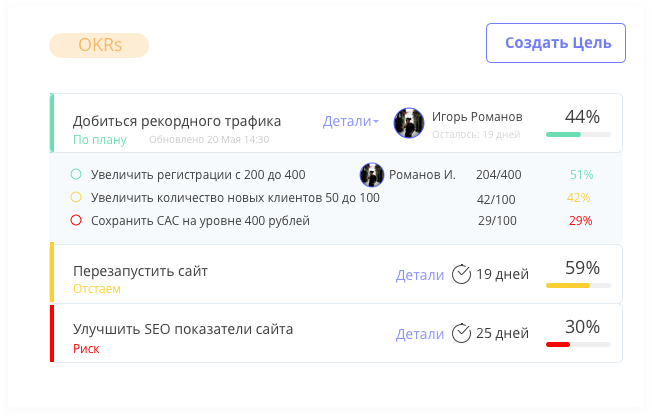 OKRs
Создать Цель
Добиться рекордного трафика Детали Игорь Романов 44%
По плану Обновлено 20 Мая 14:30 Осталось: 19 дней
Увеличить регистрации с 200 до 400 Романов И. 204/400 51%
Увеличить количество новых клиентов 50 до 100 42/100 42%
Сохранить САС на уровне 400 рублей 29/100 29%
Перезапустить сайт Детали 19 дней 59%
Отстаем
Улучшить SEO показатели сайта Детали 25 дней 30%
Риск